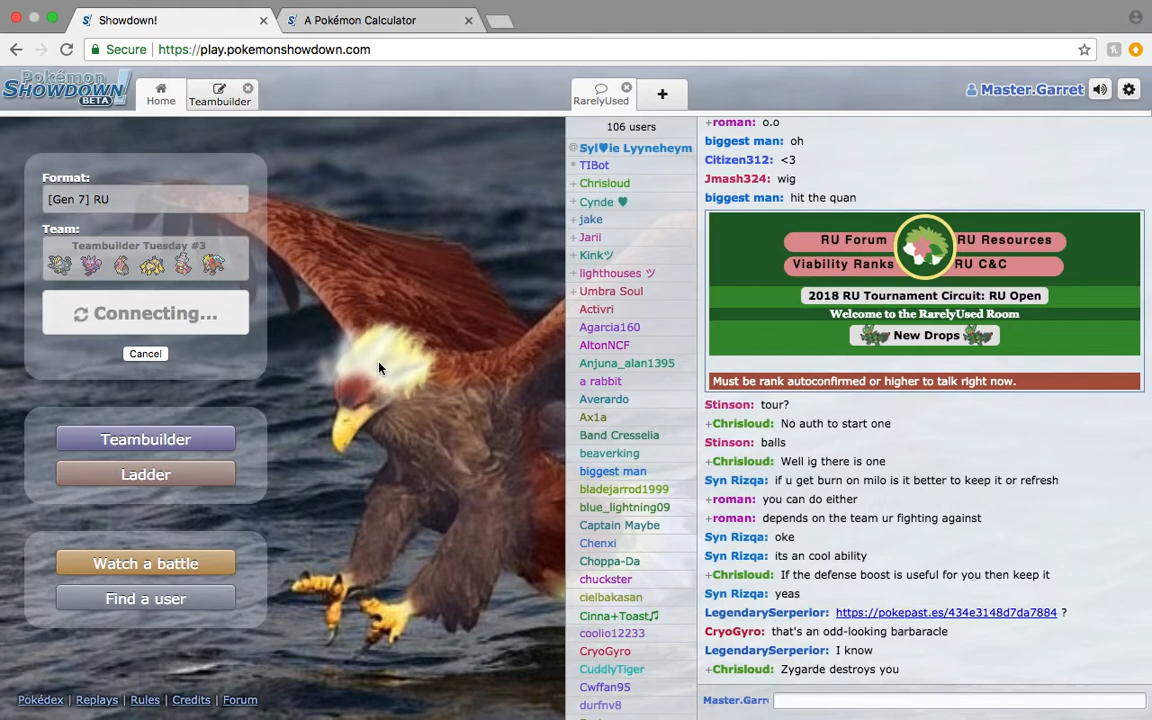 Showdown!
A Pokémon Calculator
Secure
https://play.pokemonshowdown.com
Pokémon
SHOWDOWN!
BETA
Home
Teambuilder
RarelyUsed
Master.Garret
Format:
[Gen 7] RU
Team:
Teambuilder Tuesday #3
Connecting...
Cancel
Teambuilder
Ladder
Watch a battle
Find a user
Pokédex | Replays | Rules | Credits | Forum
106 users
@Syl♥ie Lyyneheym
*TIBot
+Chrisloud
+Cynde ♥
+jake
+Jarii
+Kinkツ
+lighthouses ツ
+Umbra Soul
Activri
Agarcia160
AltonNCF
Anjuna_alan1395
a rabbit
Averardo
Ax1a
Band Cresselia
beaverking
biggest man
bladejarrod1999
blue_lightning09
Captain Maybe
Chenxi
Choppa-Da
chuckster
cielbakasan
Cinna+Toast♫
coolio12233
CryoGyro
CuddlyTiger
Cwffan95
durfnv8
+roman: o.o
biggest man: oh
Citizen312: <3
Jmash324: wig
biggest man: hit the quan
RU Forum
RU Resources
Viability Ranks
RU C&C
2018 RU Tournament Circuit: RU Open
Welcome to the RarelyUsed Room
New Drops
Must be rank autoconfirmed or higher to talk right now.
Stinson: tour?
+Chrisloud: No auth to start one
Stinson: balls
+Chrisloud: Well ig there is one
Syn Rizqa: if u get burn on milo is it better to keep it or refresh
+roman: you can do either
+roman: depends on the team ur fighting against
Syn Rizqa: oke
Syn Rizqa: its an cool ability
+Chrisloud: If the defense boost is useful for you then keep it
Syn Rizqa: yeas
LegendarySerperior: https://pokepast.es/434e3148d7da7884 ?
CryoGyro: that's an odd-looking barbaracle
LegendarySerperior: I know
+Chrisloud: Zygarde destroys you
Master.Garre